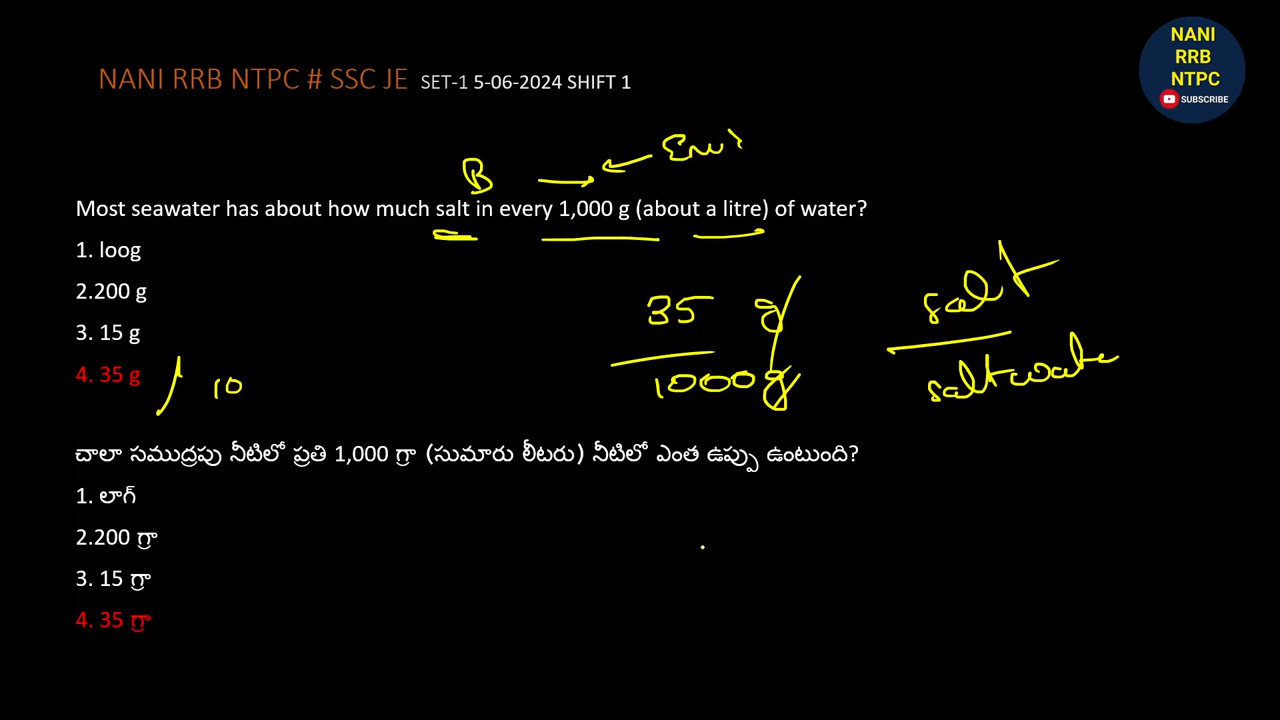 NANI RRB NTPC # SSC JE SET-1 5-06-2024 SHIFT 1
NANI
RRB
NTPC
SUBSCRIBE
B
Most seawater has about how much salt in every 1,000 g (about a litre) of water?
1. loog
2.200 g
3. 15 g
4. 35 g
10
35 g
1000g
salt
saltwate
చాలా సముద్రపు నీటిలో ప్రతి 1,000 గ్రా (సుమారు లీటరు) నీటిలో ఎంత ఉప్పు ఉంటుంది?
1. లాగ్
2.200 గ్రా
3. 15 గ్రా
4. 35 గ్రా